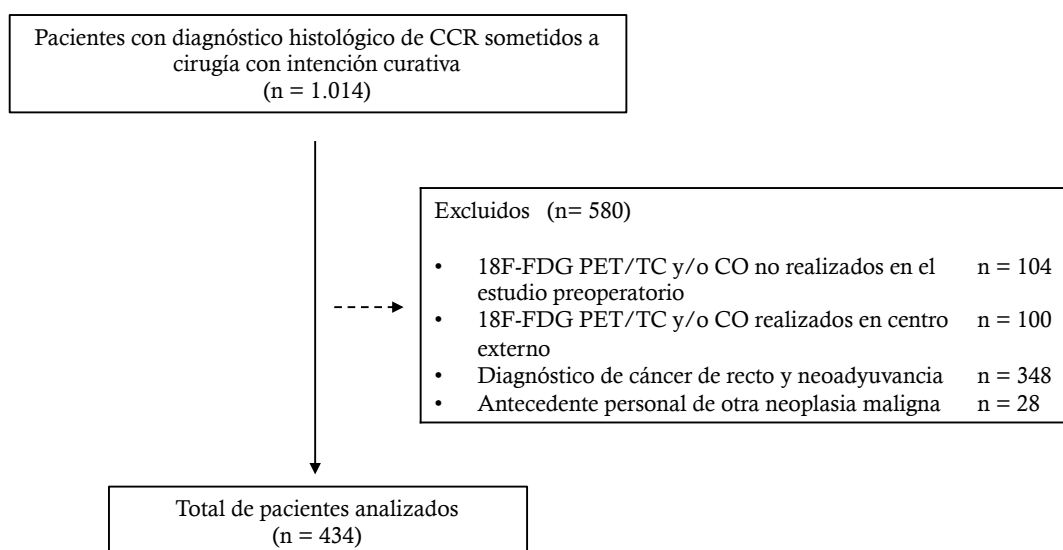 Pacientes con diagnóstico histológico de CCR sometidos a
cirugía con intención curativa
(n = 1.014)
Excluidos (n= 580)
• 18F-FDG PET/TC y/o CO no realizados en el n = 104
estudio preoperatorio
• 18F-FDG PET/TC y/o CO realizados en centro n = 100
externo
• Diagnóstico de cáncer de recto y neoadyuvancia n = 348
• Antecedente personal de otra neoplasia maligna n = 28
Total de pacientes analizados
(n = 434)